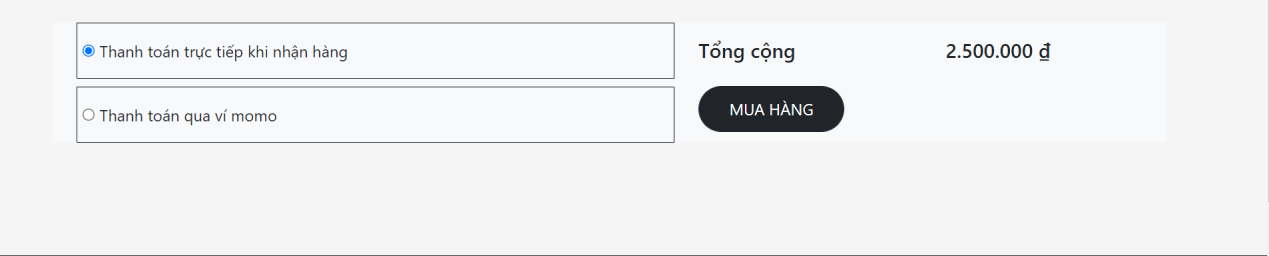 Thanh toán trực tiếp khi nhận hàng
Thanh toán qua ví momo
Tổng cộng 2.500.000 ₫
MUA HÀNG